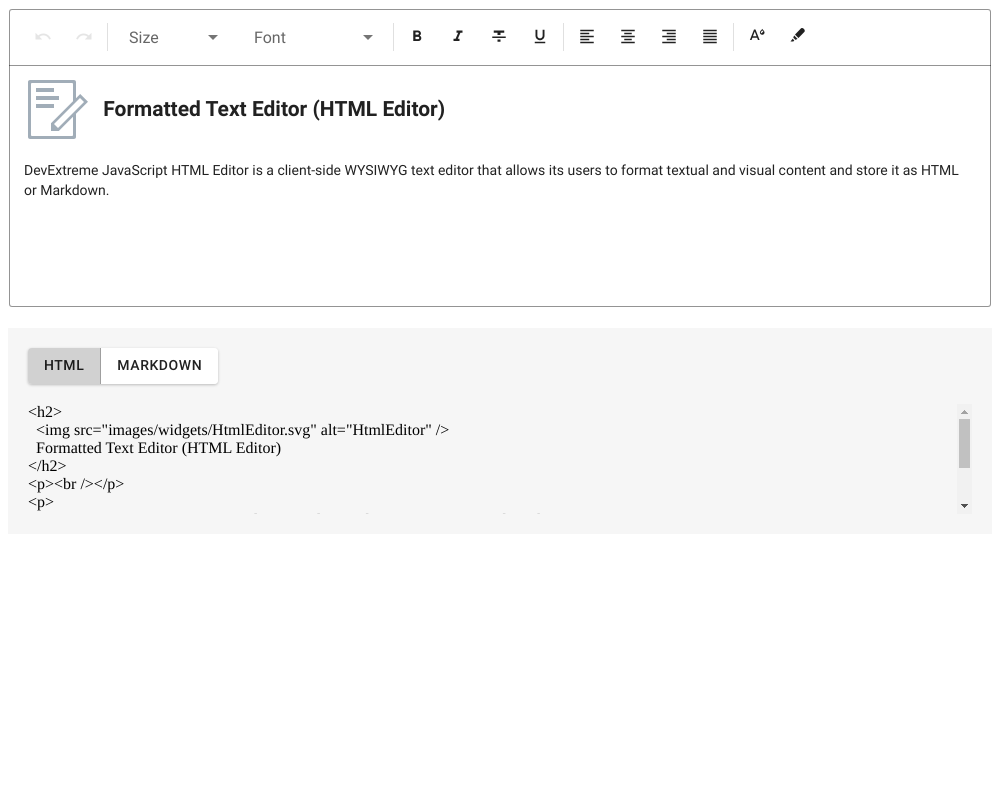 Size Font B I T U A
Formatted Text Editor (HTML Editor)
DevExtreme JavaScript HTML Editor is a client-side WYSIWYG text editor that allows its users to format textual and visual content and store it as HTML
or Markdown.
HTML MARKDOWN
<h2>
  <img src="images/widgets/HtmlEditor.svg" alt="HtmlEditor" />
  Formatted Text Editor (HTML Editor)
</h2>
<p><br /></p>
<p>